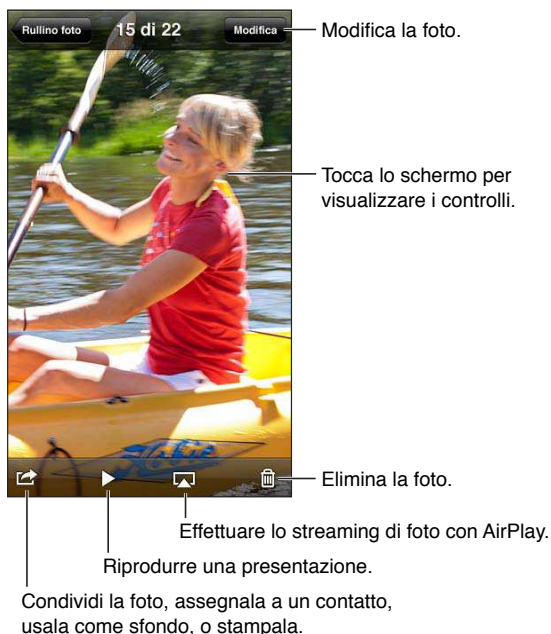 Rullino foto 15 di 22 Modifica
Modifica la foto.
Tocca lo schermo per
visualizzare i controlli.
Hobie
Elimina la foto.
Effettuare lo streaming di foto con AirPlay.
Riprodurre una presentazione.
Condividi la foto, assegnala a un contatto,
usala come sfondo, o stampala.